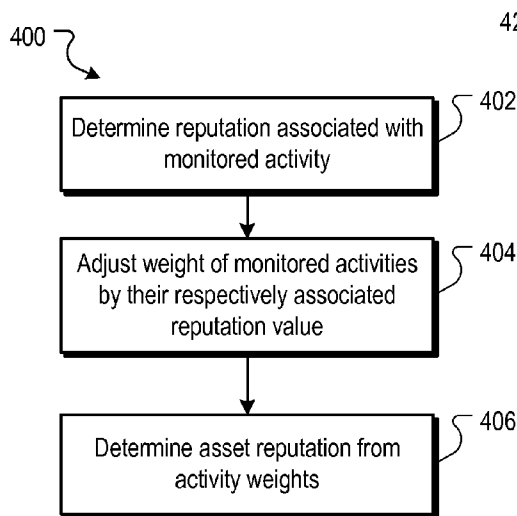 42
400
402
Determine reputation associated with
monitored activity
404
Adjust weight of monitored activities
by their respectively associated
reputation value
406
Determine asset reputation from
activity weights